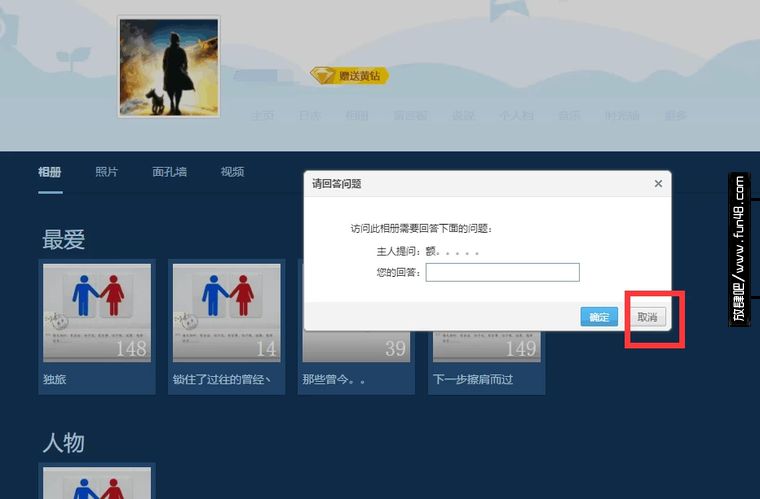 赠送黄钻
主页 日志 相册 留言板 说说 个人档 音乐 时光轴 更多
相册 照片 面孔墙 视频
请回答问题
访问此相册需要回答下面的问题：
主人提问：额。。。。。
您的回答：
确定 取消
最爱
148 14 39 149
独旅 锁住了过往的曾经丶 那些曾今。。 下一步擦肩而过
人物
放肆吧/www.fun48.com